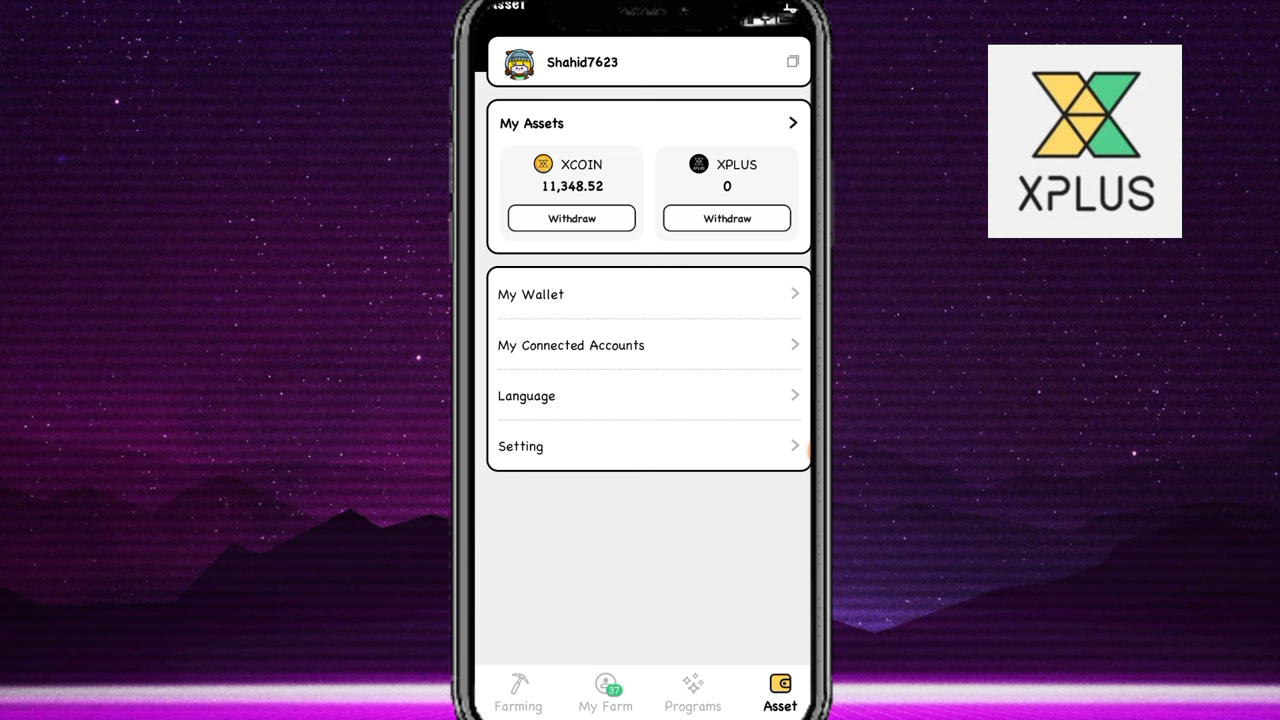 Asset
Shahid7623
My Assets
XCOIN
11,348.52
Withdraw
XPLUS
0
Withdraw
My Wallet
My Connected Accounts
Language
Setting
37
Farming
My Farm
Programs
Asset
XPLUS